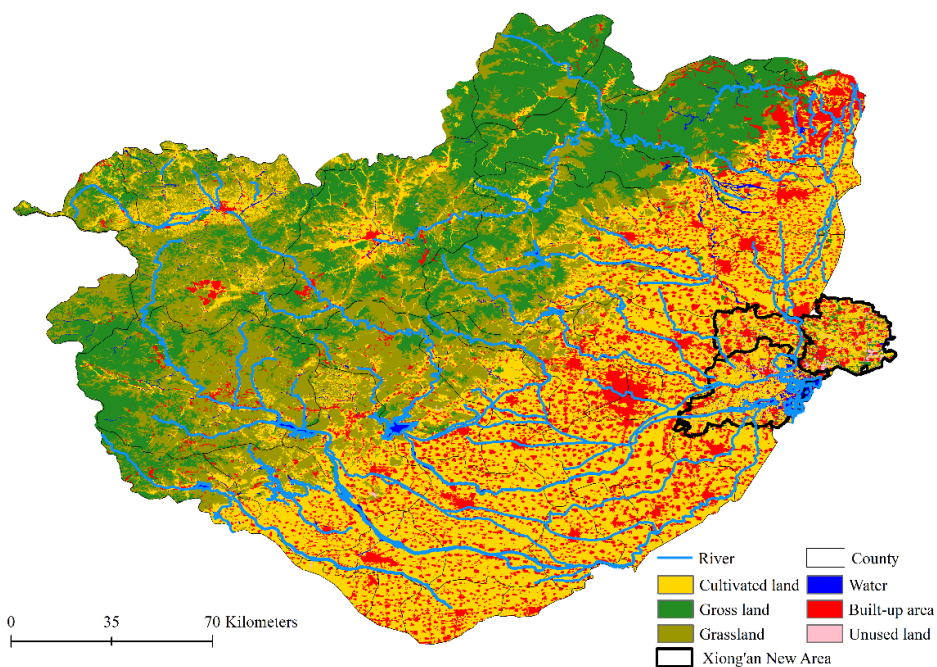 River
County
Cultivated land
Water
Gross land
Built-up area
Grassland
Unused land
Xiong'an New Area
0 35 70 Kilometers